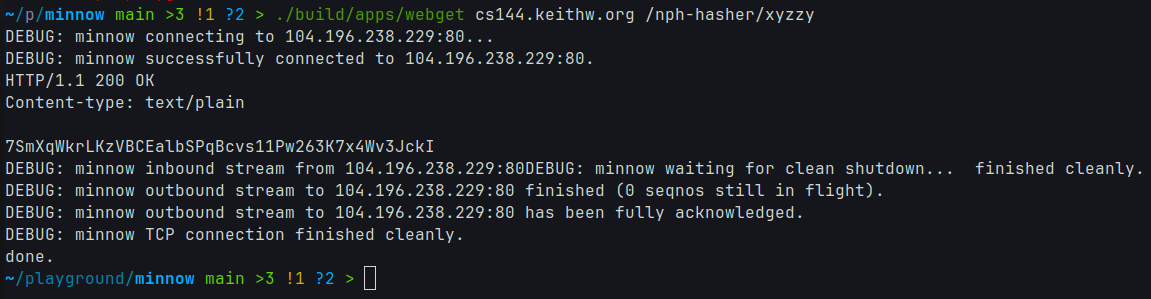 ~/p/minnow main >3 !1 ?2 > ./build/apps/webget cs144.keithw.org /nph-hasher/xyzzy
DEBUG: minnow connecting to 104.196.238.229:80...
DEBUG: minnow successfully connected to 104.196.238.229:80.
HTTP/1.1 200 OK
Content-type: text/plain
7SmXqWkrLKzVBCEalbSPqBcvs11Pw263K7x4Wv3JckI
DEBUG: minnow inbound stream from 104.196.238.229:80DEBUG: minnow waiting for clean shutdown...  finished cleanly.
DEBUG: minnow outbound stream to 104.196.238.229:80 finished (0 seqnos still in flight).
DEBUG: minnow outbound stream to 104.196.238.229:80 has been fully acknowledged.
DEBUG: minnow TCP connection finished cleanly.
done.
~/playground/minnow main >3 !1 ?2 >